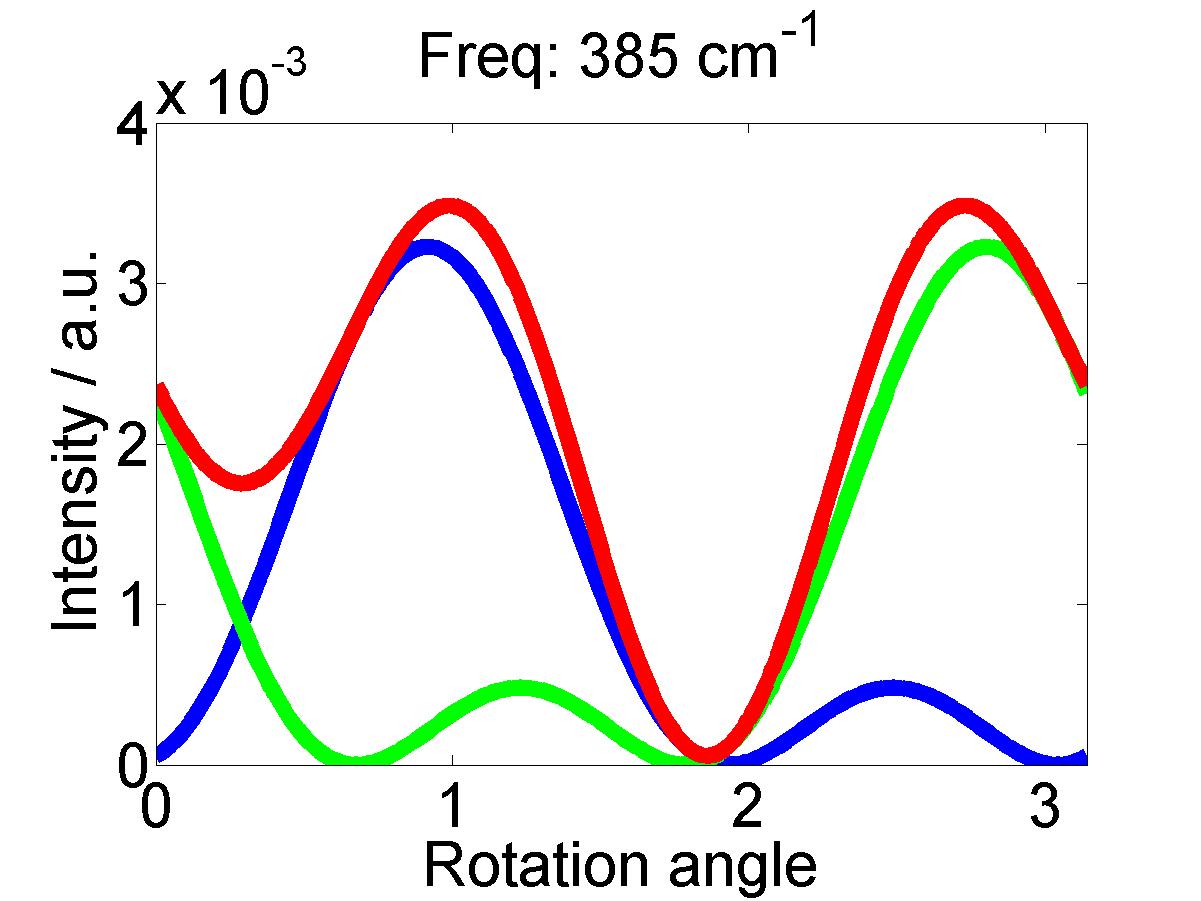 Freq: 385 cm-1
x 10-3
4
3
2
1
0
Intensity / a.u.
0 1 2 3
Rotation angle